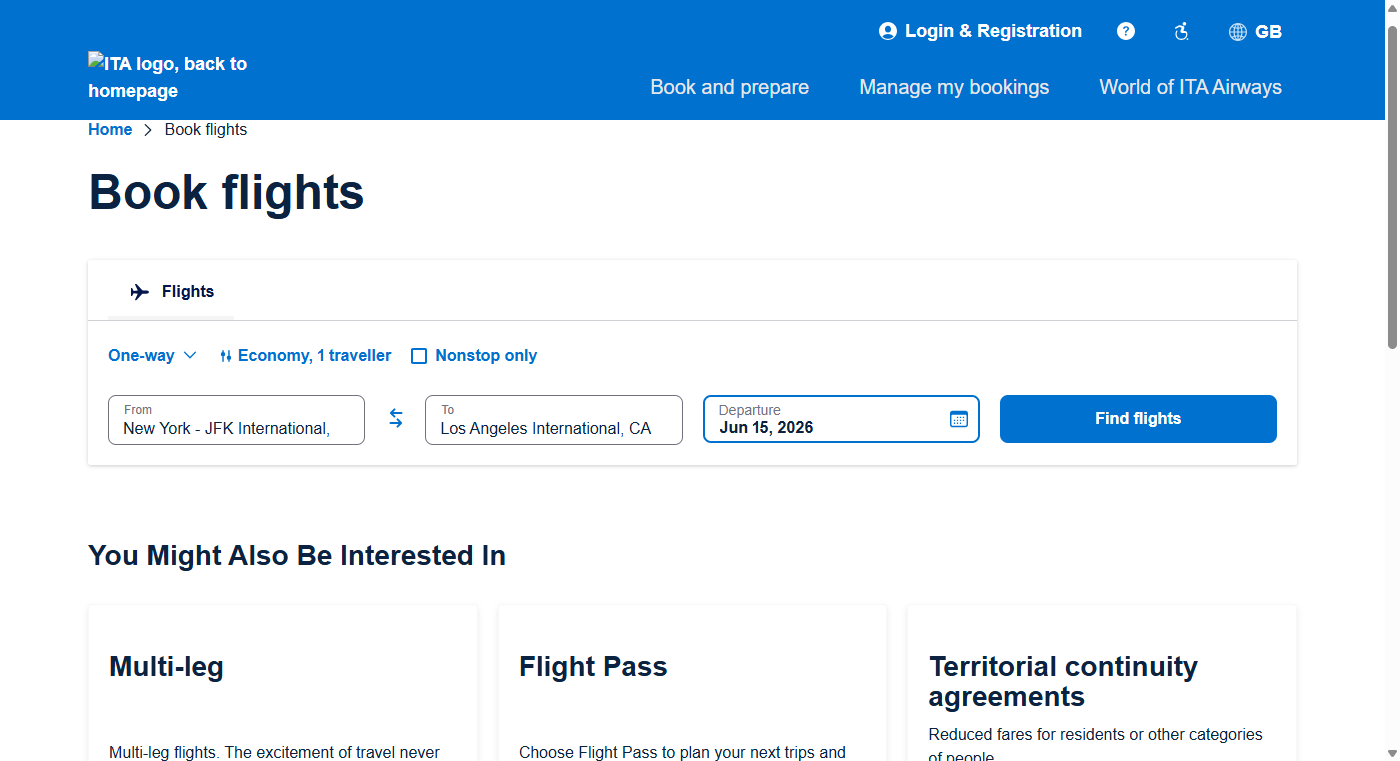 Login & Registration
?
GB
ITA logo, back to
homepage
Book and prepare
Manage my bookings
World of ITA Airways
Home
Book flights
Book flights
Flights
One-way
Economy, 1 traveller
Nonstop only
From
New York - JFK International,
To
Los Angeles International, CA
Departure
Jun 15, 2026
Find flights
You Might Also Be Interested In
Multi-leg
Multi-leg flights. The excitement of travel never
Flight Pass
Choose Flight Pass to plan your next trips and
Territorial continuity
agreements
Reduced fares for residents or other categories
of people